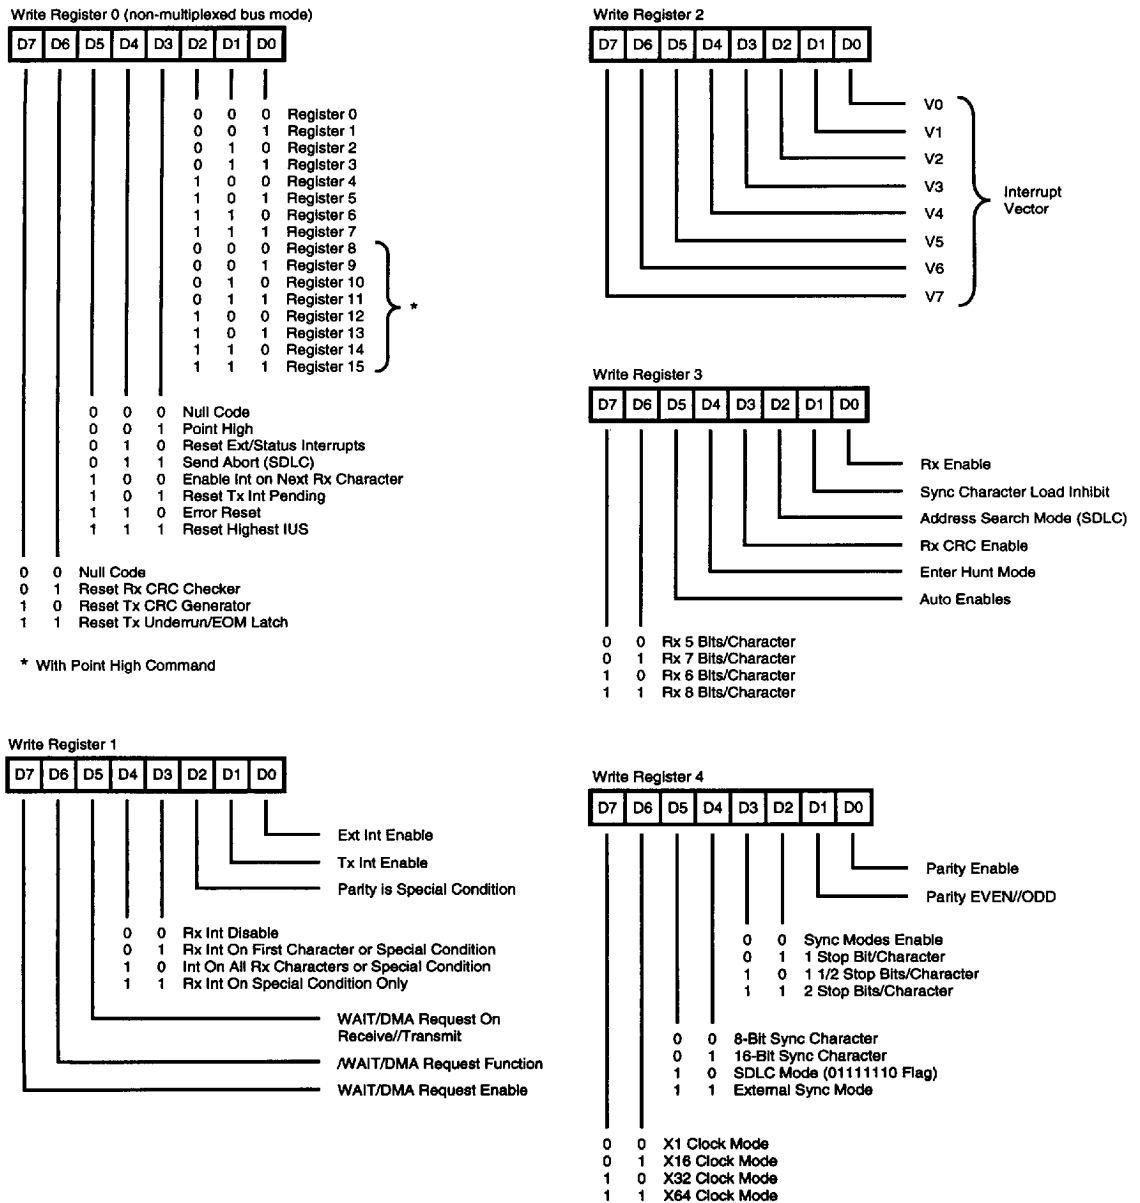 Write Register 0 (non-multiplexed bus mode)
D7 D6 D5 D4 D3 D2 D1 D0
0 0 0 Register 0
0 0 1 Register 1
0 1 0 Register 2
0 1 1 Register 3
1 0 0 Register 4
1 0 1 Register 5
1 1 0 Register 6
1 1 1 Register 7
0 0 0 Register 8
0 0 1 Register 9
0 1 0 Register 10
0 1 1 Register 11
1 0 0 Register 12
1 0 1 Register 13
1 1 0 Register 14
1 1 1 Register 15
*
0 0 0 Null Code
0 0 1 Point High
0 1 0 Reset Ext/Status Interrupts
0 1 1 Send Abort (SDLC)
1 0 0 Enable Int on Next Rx Character
1 0 1 Reset Tx Int Pending
1 1 0 Error Reset
1 1 1 Reset Highest IUS
0 0 Null Code
0 1 Reset Rx CRC Checker
1 0 Reset Tx CRC Generator
1 1 Reset Tx Underrun/EOM Latch
* With Point High Command
Write Register 1
D7 D6 D5 D4 D3 D2 D1 D0
Ext Int Enable
Tx Int Enable
Parity is Special Condition
0 0 Rx Int Disable
0 1 Rx Int On First Character or Special Condition
1 0 Int On All Rx Characters or Special Condition
1 1 Rx Int On Special Condition Only
WAIT/DMA Request On
Receive//Transmit
/WAIT/DMA Request Function
WAIT/DMA Request Enable
Write Register 2
D7 D6 D5 D4 D3 D2 D1 D0
V0
V1
V2
V3
V4
V5
V6
V7
Interrupt
Vector
Write Register 3
D7 D6 D5 D4 D3 D2 D1 D0
Rx Enable
Sync Character Load Inhibit
Address Search Mode (SDLC)
Rx CRC Enable
Enter Hunt Mode
Auto Enables
0 0 Rx 5 Bits/Character
0 1 Rx 7 Bits/Character
1 0 Rx 6 Bits/Character
1 1 Rx 8 Bits/Character
Write Register 4
D7 D6 D5 D4 D3 D2 D1 D0
Parity Enable
Parity EVEN//ODD
0 0 Sync Modes Enable
0 1 1 Stop Bit/Character
1 0 1 1/2 Stop Bits/Character
1 1 2 Stop Bits/Character
0 0 8-Bit Sync Character
0 1 16-Bit Sync Character
1 0 SDLC Mode (01111110 Flag)
1 1 External Sync Mode
0 0 X1 Clock Mode
0 1 X16 Clock Mode
1 0 X32 Clock Mode
1 1 X64 Clock Mode